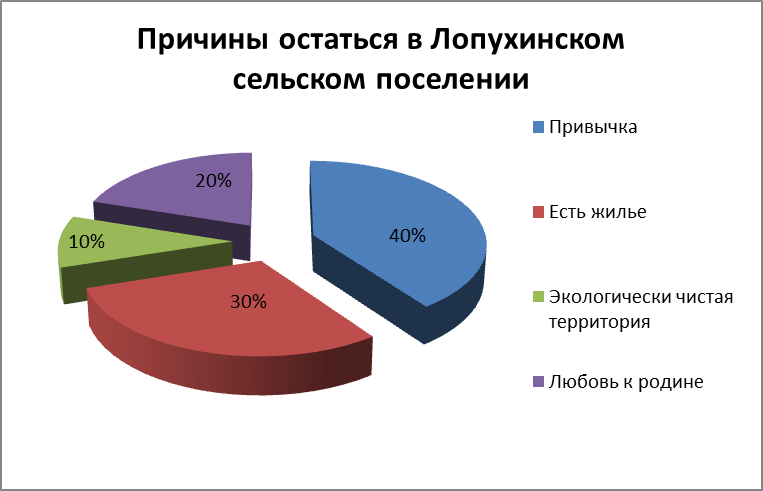 Причины остаться в Лопухинском
сельском поселении
20%
40%
10%
30%
Привычка
Есть жилье
Экологически чистая
территория
Любовь к родине